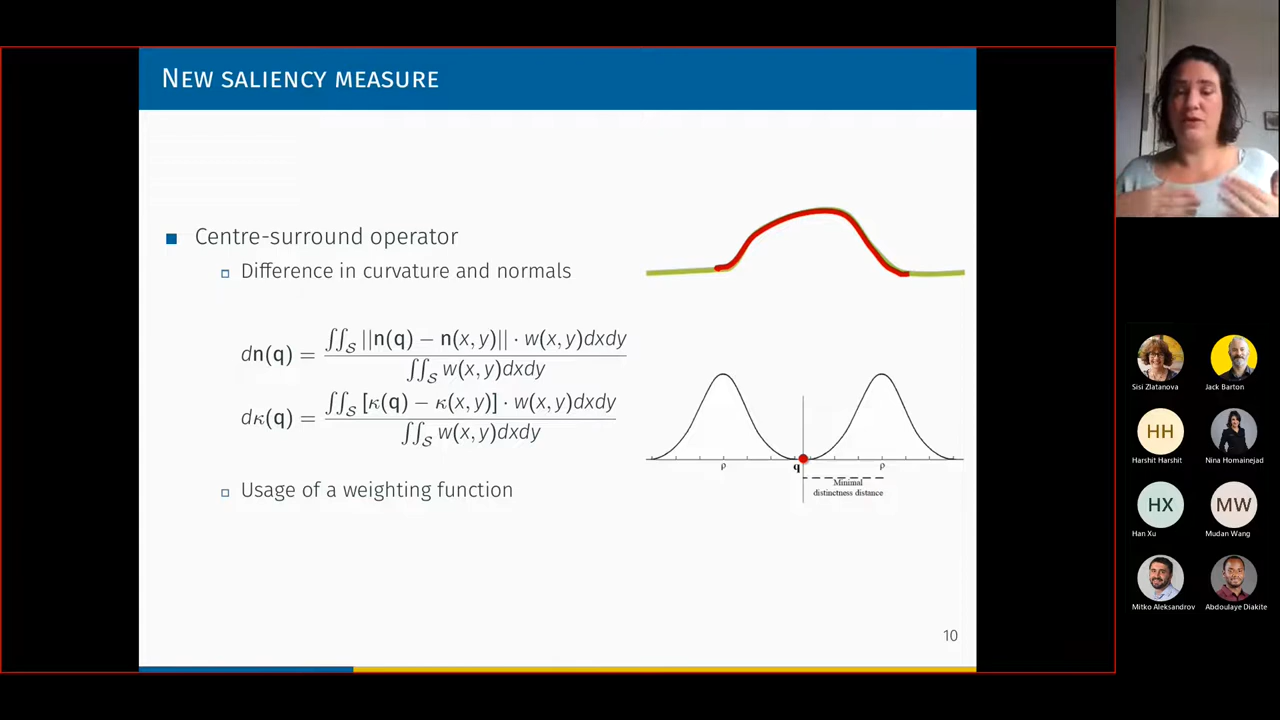 New saliency measure
Centre-surround operator
Difference in curvature and normals
dn(q) = ∬_S ||n(q) − n(x, y)|| · w(x, y)dxdy / ∬_S w(x, y)dxdy
dκ(q) = ∬_S [κ(q) − κ(x, y)] · w(x, y)dxdy / ∬_S w(x, y)dxdy
Usage of a weighting function
ρ q ρ
Minimal
distinctness distance
10
Sisi Zlatanova
Jack Barton
HH
Harshit Harshit
Nina Homainejad
HX
MW
Han Xu
Mudan Wang
Mitko Aleksandrov
Abdoulaye Diakite